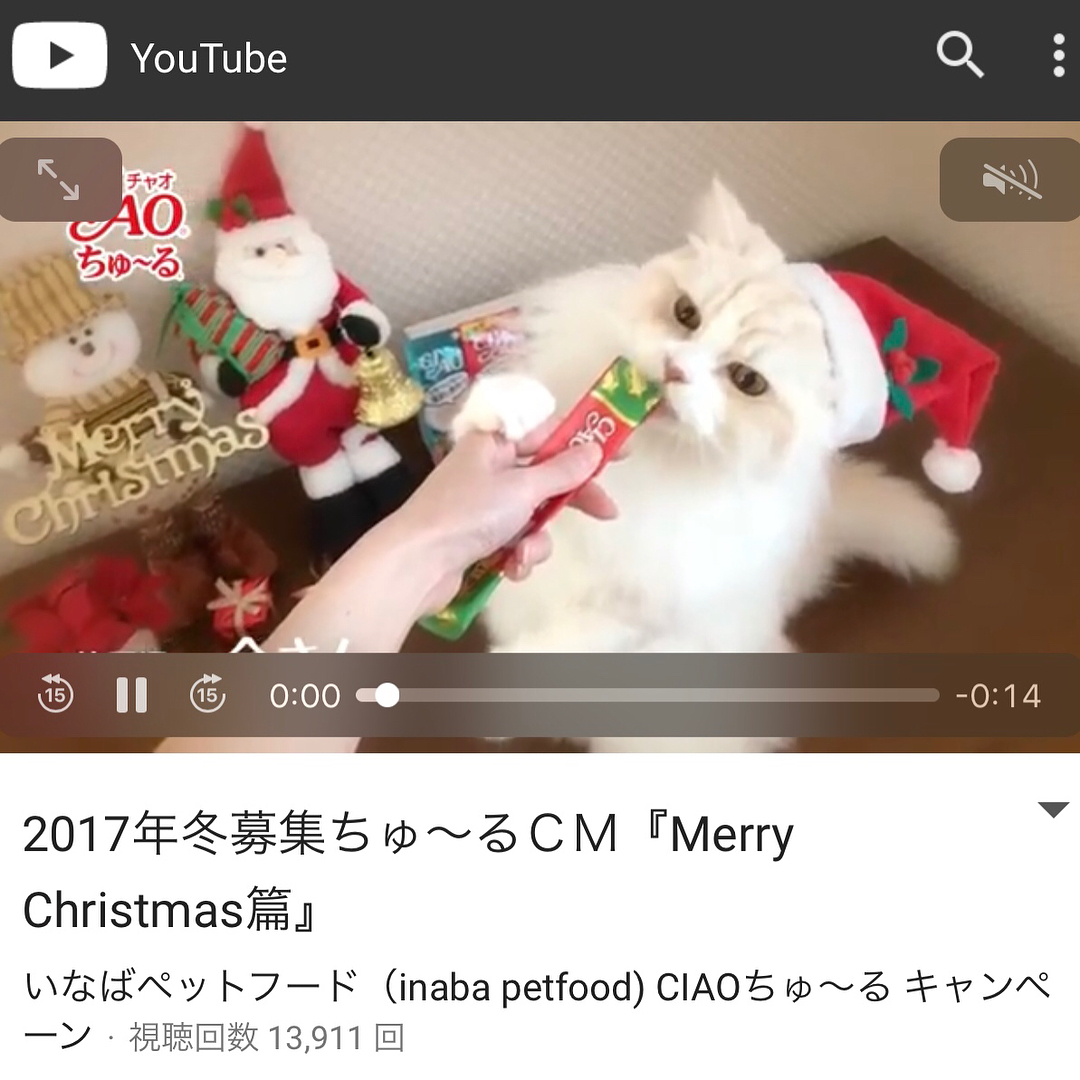 YouTube
チャオ
CIAO
ちゅ〜る
Merry
Christmas
CIAO
15
15
0:00
-0:14
2017年冬募集ちゅ〜るＣＭ『Merry
Christmas篇』
いなばペットフード（inaba petfood) CIAOちゅ〜る キャンペ
ーン · 視聴回数 13,911 回